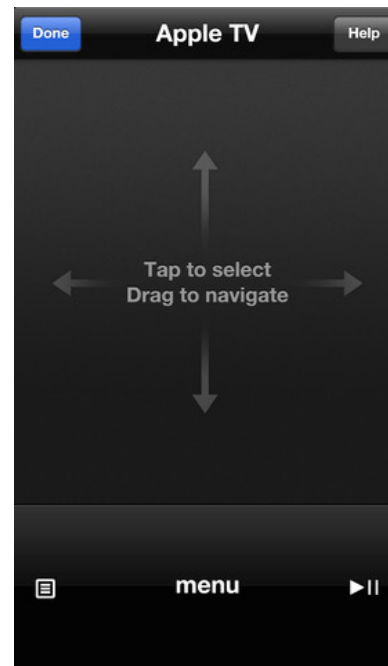 Done
Apple TV
Help
Tap to select
Drag to navigate
menu